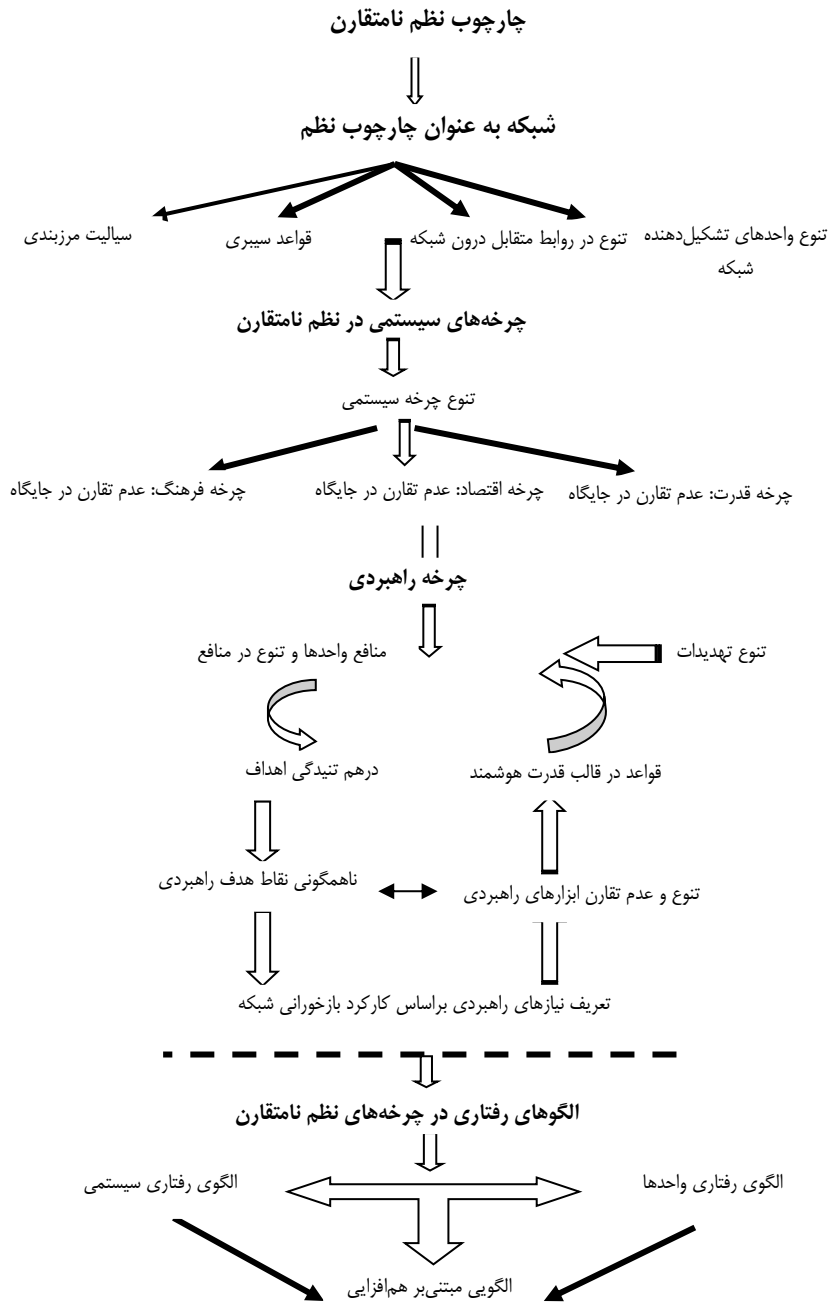 چارچوب نظم نامتقارن
شبکه به عنوان چارچوب نظم
تنوع واحدهای تشکیل‌دهنده
شبکه
تنوع در روابط متقابل درون شبکه
قواعد سیبری
سیالیت مرزبندی
چرخه‌های سیستمی در نظم نامتقارن
تنوع چرخه سیستمی
چرخه قدرت: عدم تقارن در جایگاه
چرخه اقتصاد: عدم تقارن در جایگاه
چرخه فرهنگ: عدم تقارن در جایگاه
چرخه راهبردی
تنوع تهدیدات
منافع واحدها و تنوع در منافع
قواعد در قالب قدرت هوشمند
درهم تنیدگی اهداف
تنوع و عدم تقارن ابزارهای راهبردی
ناهمگونی نقاط هدف راهبردی
تعریف نیازهای راهبردی براساس کارکرد بازخورانی شبکه
الگوهای رفتاری در چرخه‌های نظم نامتقارن
الگوی رفتاری واحدها
الگوی رفتاری سیستمی
الگویی مبتنی‌بر هم‌افزایی